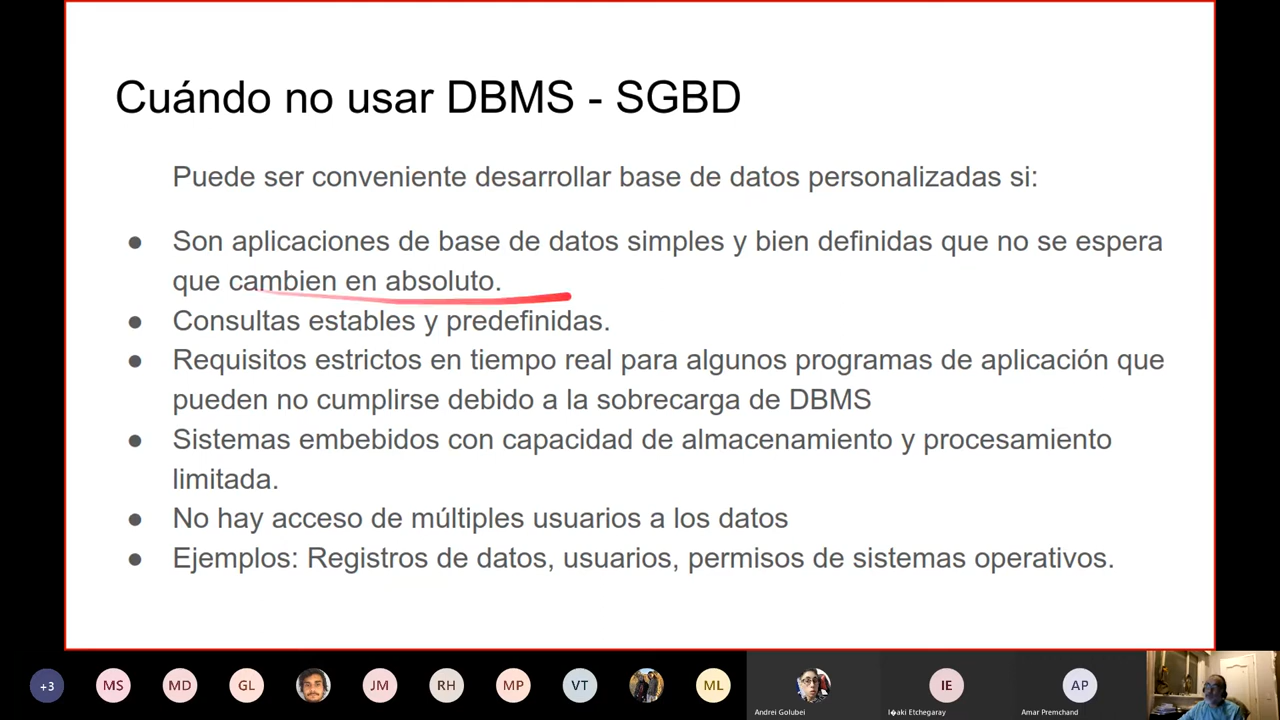 Cuándo no usar DBMS - SGBD
Puede ser conveniente desarrollar base de datos personalizadas si:
● Son aplicaciones de base de datos simples y bien definidas que no se espera
que cambien en absoluto.
● Consultas estables y predefinidas.
● Requisitos estrictos en tiempo real para algunos programas de aplicación que
pueden no cumplirse debido a la sobrecarga de DBMS
● Sistemas embebidos con capacidad de almacenamiento y procesamiento
limitada.
● No hay acceso de múltiples usuarios a los datos
● Ejemplos: Registros de datos, usuarios, permisos de sistemas operativos.
+3 MS MD GL JM RH MP VT ML IE AP
Andrei Golubei I�aki Etchegaray Amar Premchand